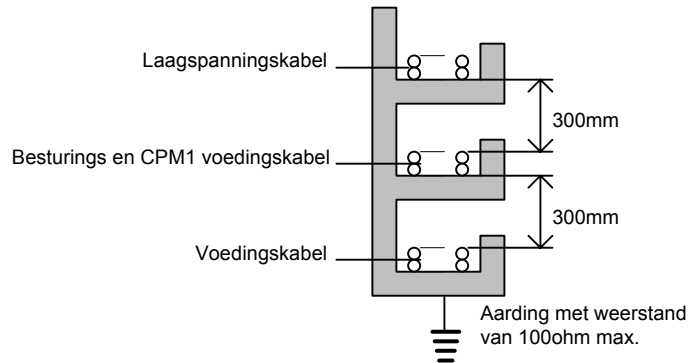 Laagspanningskabel
300mm
Besturings en CPM1 voedingskabel
300mm
Voedingskabel
Aarding met weerstand
van 100ohm max.